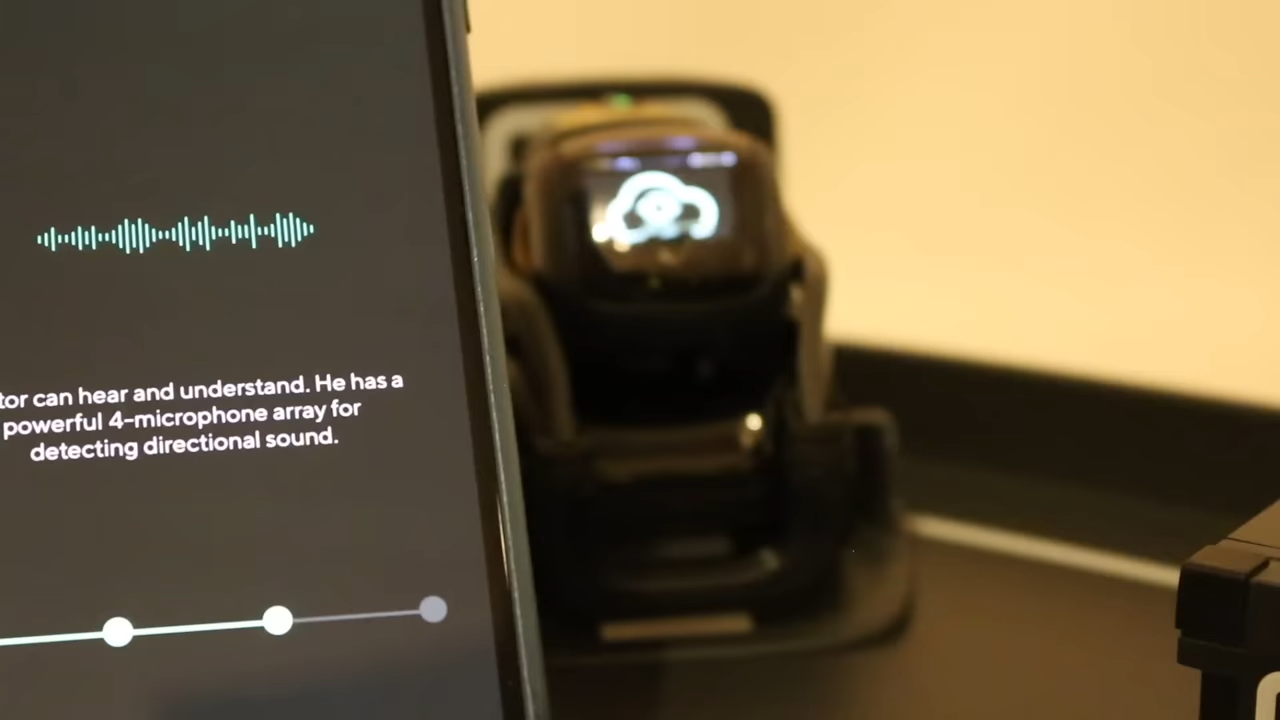 tor can hear and understand. He has a
powerful 4-microphone array for
detecting directional sound.